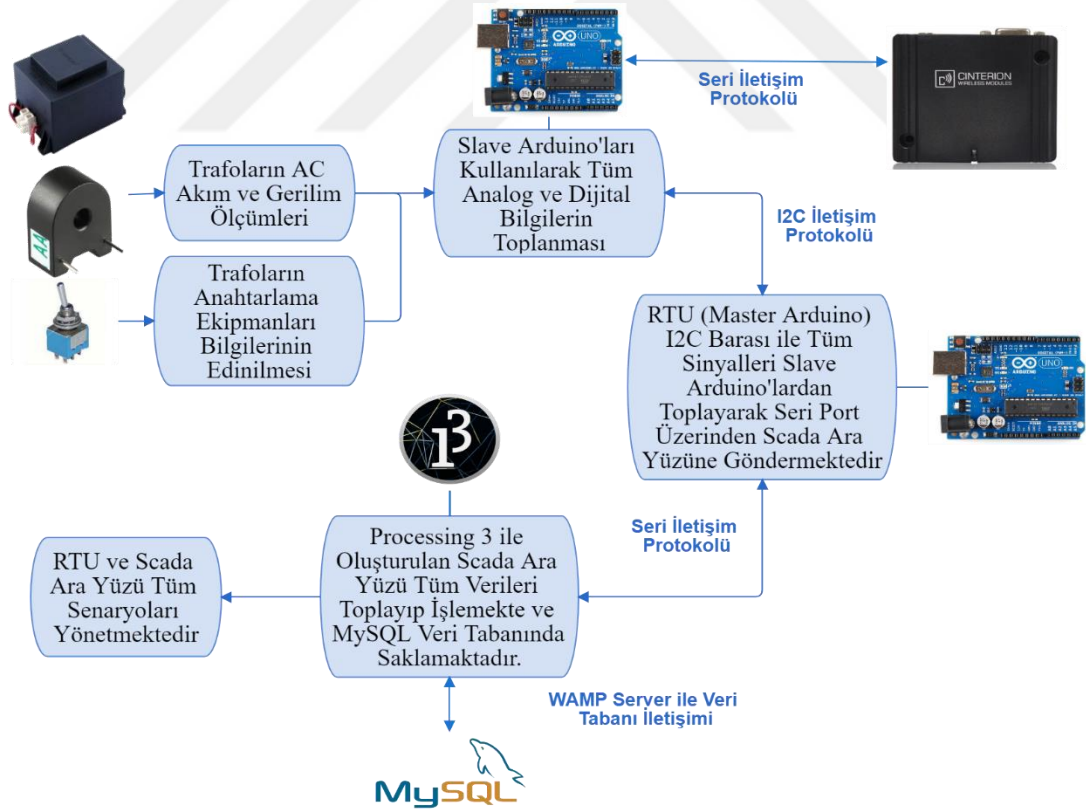 ARDUINO
UNO
Seri İletişim
Protokolü
CINTERION
WIRELESS MODULES
Trafoların AC
Akım ve Gerilim
Ölçümleri
Slave Arduino'ları
Kullanılarak Tüm
Analog ve Dijital
Bilgilerin
Toplanması
I2C İletişim
Protokolü
Trafoların
Anahtarlama
Ekipmanları
Bilgilerinin
Edinilmesi
RTU (Master Arduino)
I2C Barası ile Tüm
Sinyalleri Slave
Arduino'lardan
Toplayarak Seri Port
Üzerinden Scada Ara
Yüzüne Göndermektedir
ARDUINO
UNO
Seri İletişim
Protokolü
Processing 3 ile
Oluşturulan Scada Ara
Yüzü Tüm Verileri
Toplayıp İşlemekte ve
MySQL Veri Tabanında
Saklamaktadır.
RTU ve Scada
Ara Yüzü Tüm
Senaryoları
Yönetmektedir
WAMP Server ile Veri
Tabanı İletişimi
MySQL